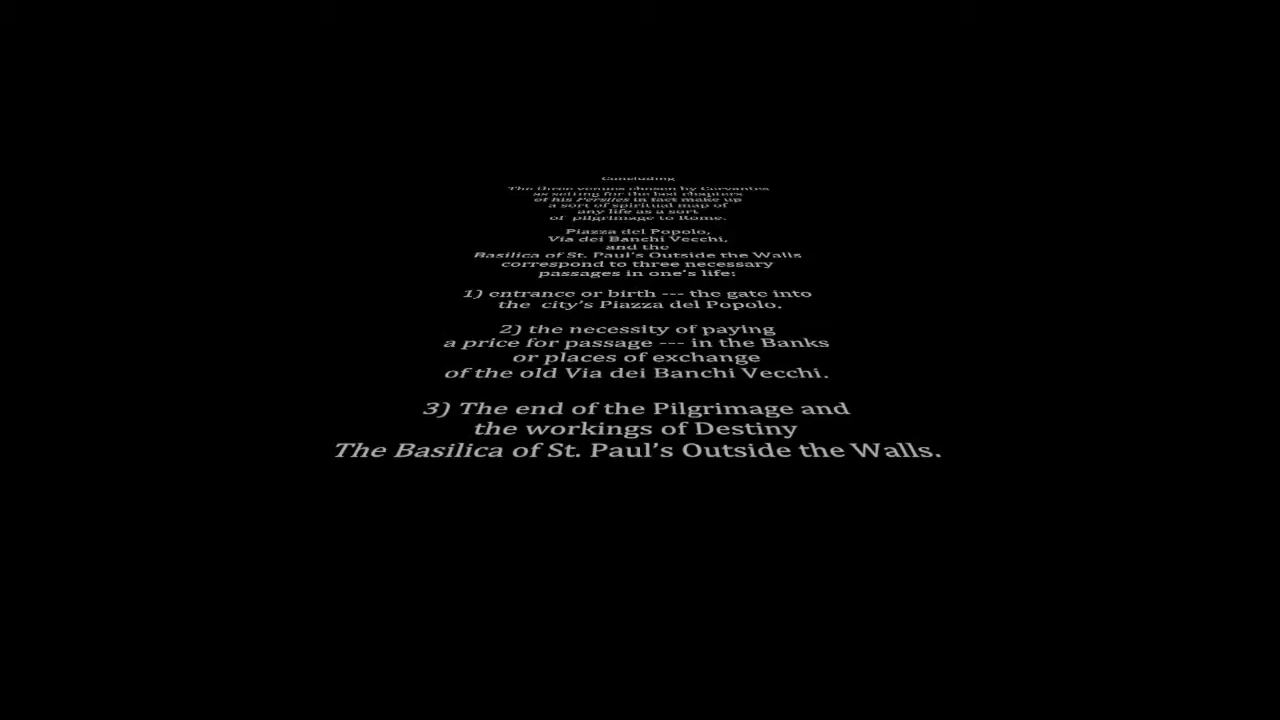 Concluding
The three venues chosen by Cervantes
as setting for the last chapters
of his Persiles in fact make up
a sort of spiritual map of
any life as a sort
of pilgrimage to Rome.
Piazza del Popolo,
Via dei Banchi Vecchi,
and the
Basilica of St. Paul's Outside the Walls
correspond to three necessary
passages in one's life:
1) entrance or birth --- the gate into
the city's Piazza del Popolo.
2) the necessity of paying
a price for passage --- in the Banks
or places of exchange
of the old Via dei Banchi Vecchi.
3) The end of the Pilgrimage and
the workings of Destiny
The Basilica of St. Paul's Outside the Walls.